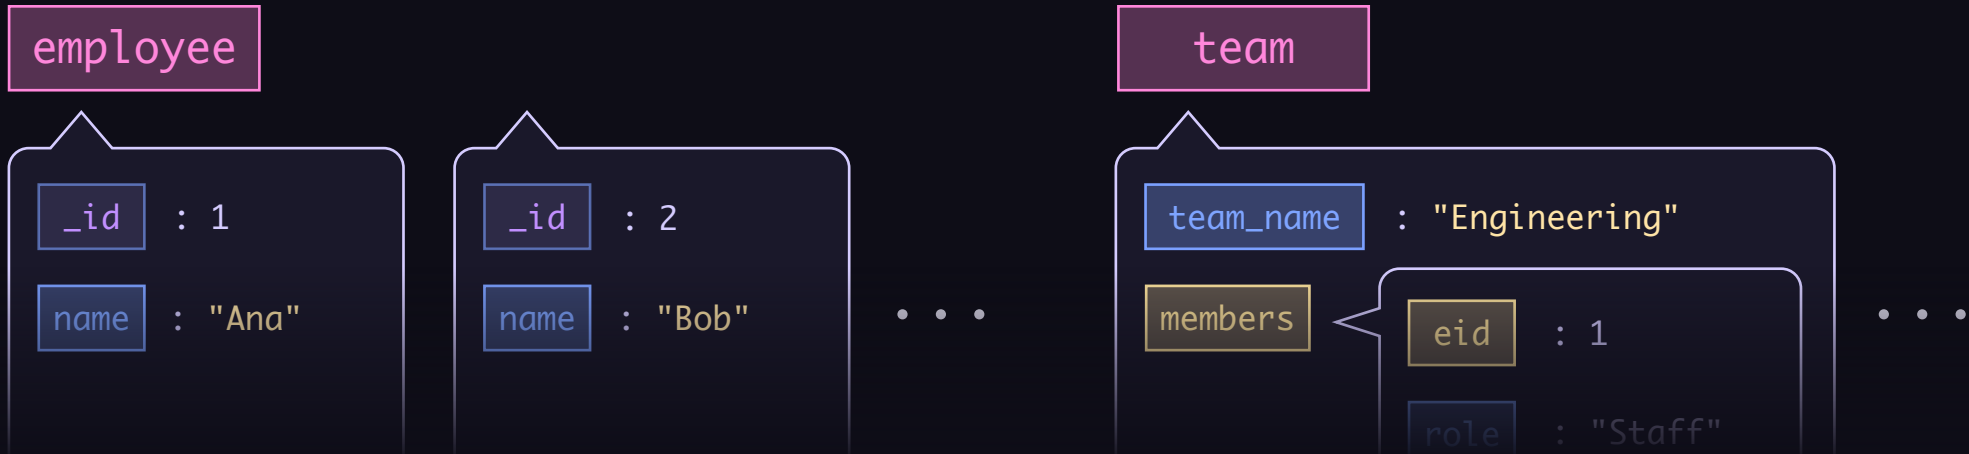 employee
team
_id : 1
_id : 2
team_name : "Engineering"
name : "Ana"
name : "Bob"
members
eid : 1
role : "Staff"